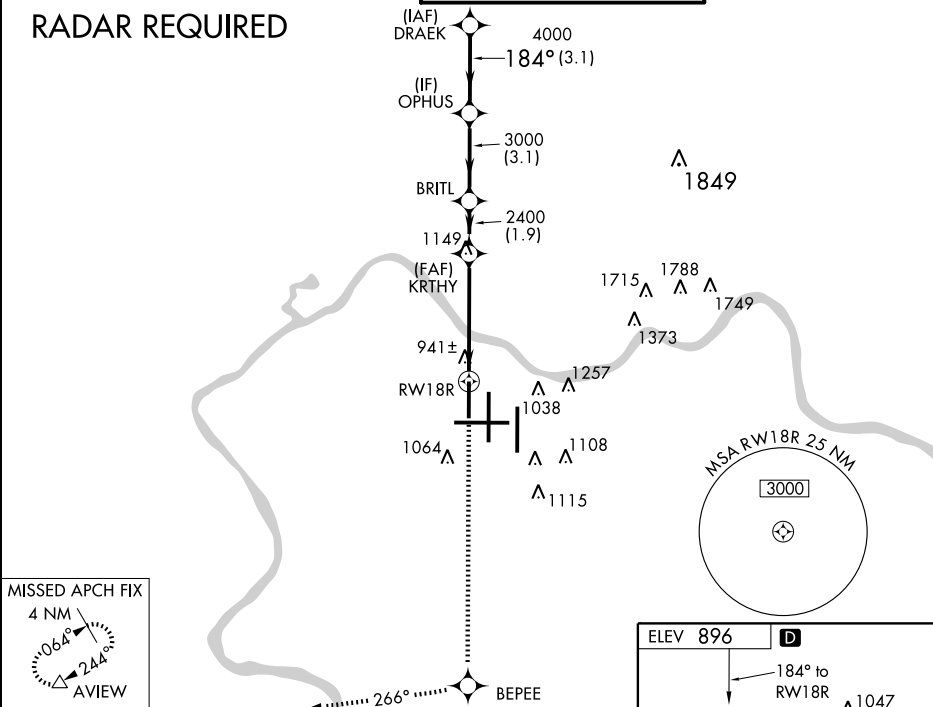 RADAR REQUIRED
(IAF)
DRAEK
4000
184° (3.1)
(IF)
OPHUS
3000
(3.1)
1849
BRITL
2400
(1.9)
1149
(FAF)
KRTHY
1715
1788
1749
1373
941±
RW18R
1257
1038
1064
1108
1115
MSA RW18R 25 NM
3000
MISSED APCH FIX
4 NM
064°
244°
AVIEW
266°
BEPEE
ELEV 896
D
184° to
RW18R
1047